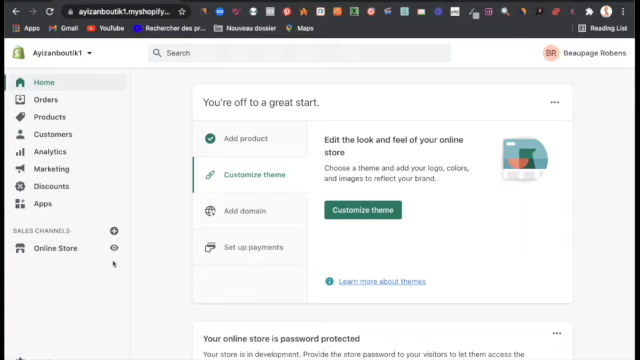 ayizanboutik1.myshopify...
Apps
Gmail
YouTube
Rechercher des pro...
Nouveau dossier
Maps
Reading List
Ayizanboutik1
Search
BR
Beaupage Robens
Home
Orders
Products
Customers
Analytics
Marketing
Discounts
Apps
SALES CHANNELS
Online Store
You're off to a great start.
Add product
Customize theme
Add domain
Set up payments
Edit the look and feel of your online
store
Choose a theme and add your logo, colors,
and images to reflect your brand.
Customize theme
Learn more about themes
Your online store is password protected
Your store is in development. Provide the store password to your visitors to let them access the